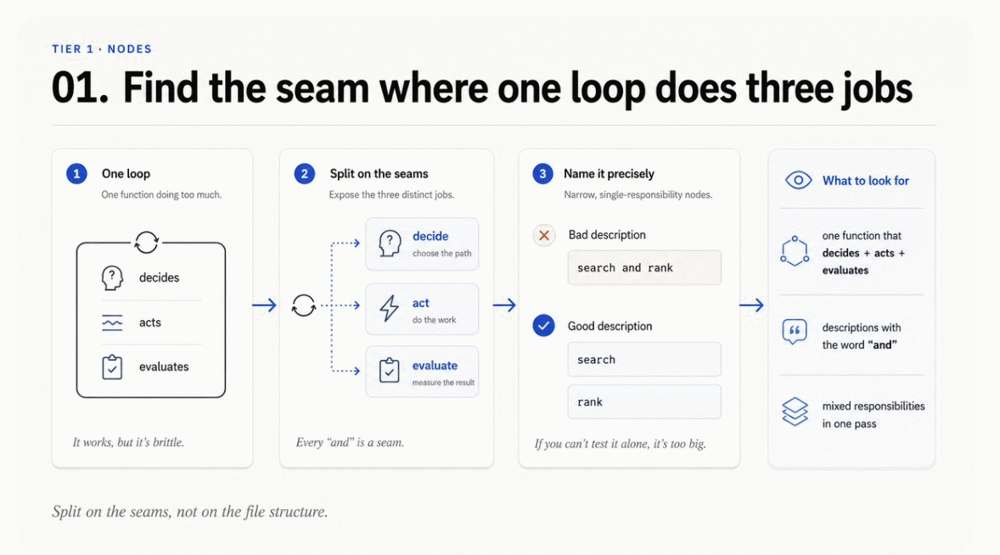 TIER 1 · NODES
01. Find the seam where one loop does three jobs
1
One loop
One function doing too much.
?
decides
acts
evaluates
It works, but it's brittle.
2
Split on the seams
Expose the three distinct jobs.
?
decide
choose the path
act
do the work
evaluate
measure the result
Every “and” is a seam.
3
Name it precisely
Narrow, single-responsibility nodes.
Bad description
search and rank
Good description
search
rank
If you can't test it alone, it's too big.
What to look for
one function that
decides + acts +
evaluates
“
descriptions with
the word “and”
mixed responsibilities
in one pass
Split on the seams, not on the file structure.